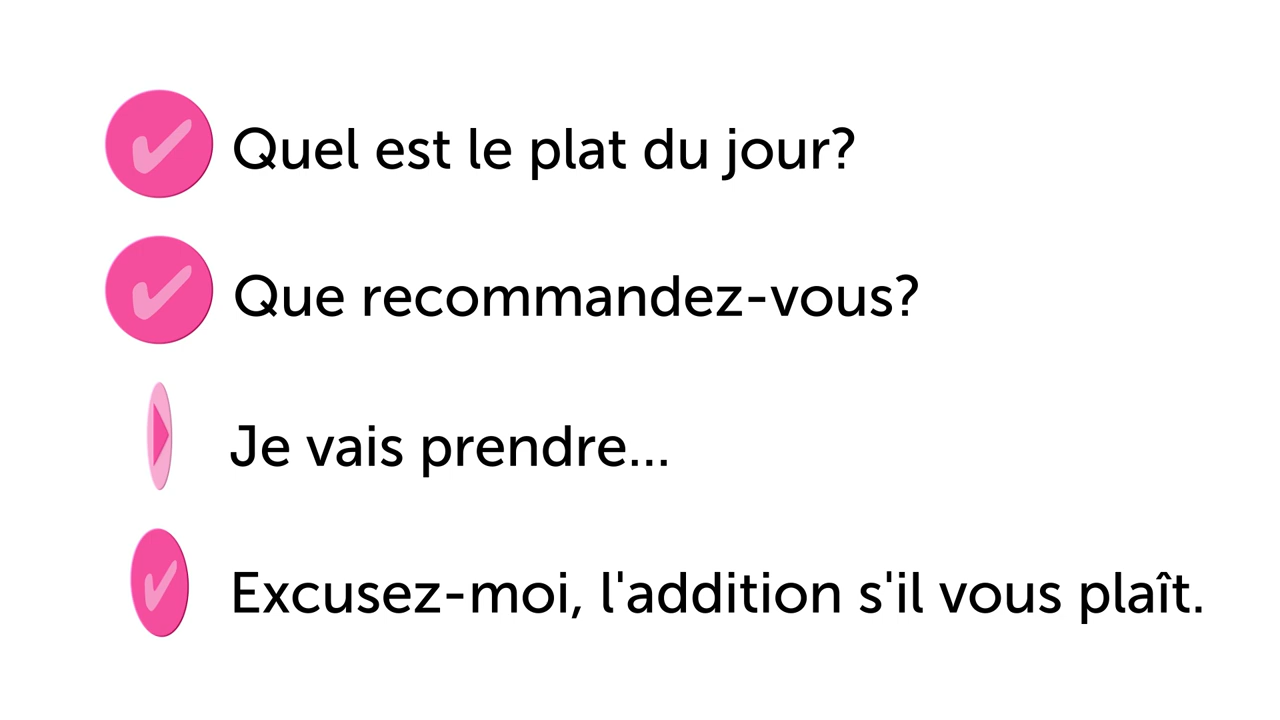 Quel est le plat du jour?
Que recommandez-vous?
Je vais prendre...
Excusez-moi, l'addition s'il vous plaît.